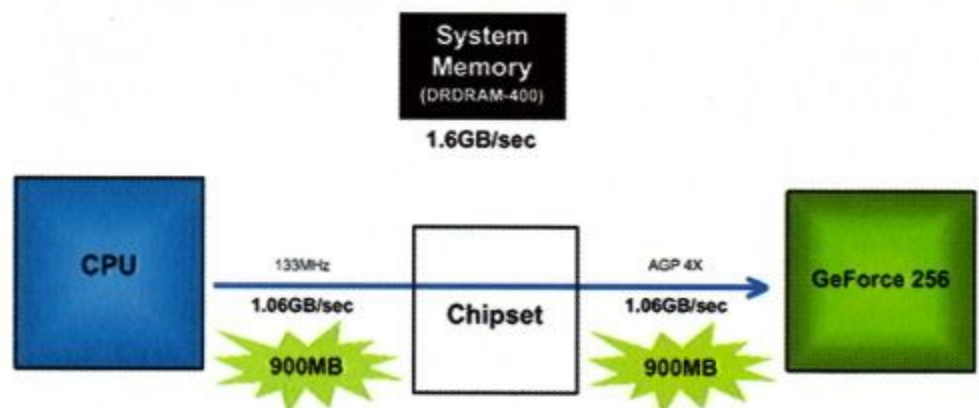 System
Memory
(DRDRAM-400)
1.6GB/sec
CPU
133MHz
1.06GB/sec
900MB
Chipset
AGP 4X
1.06GB/sec
900MB
GeForce 256